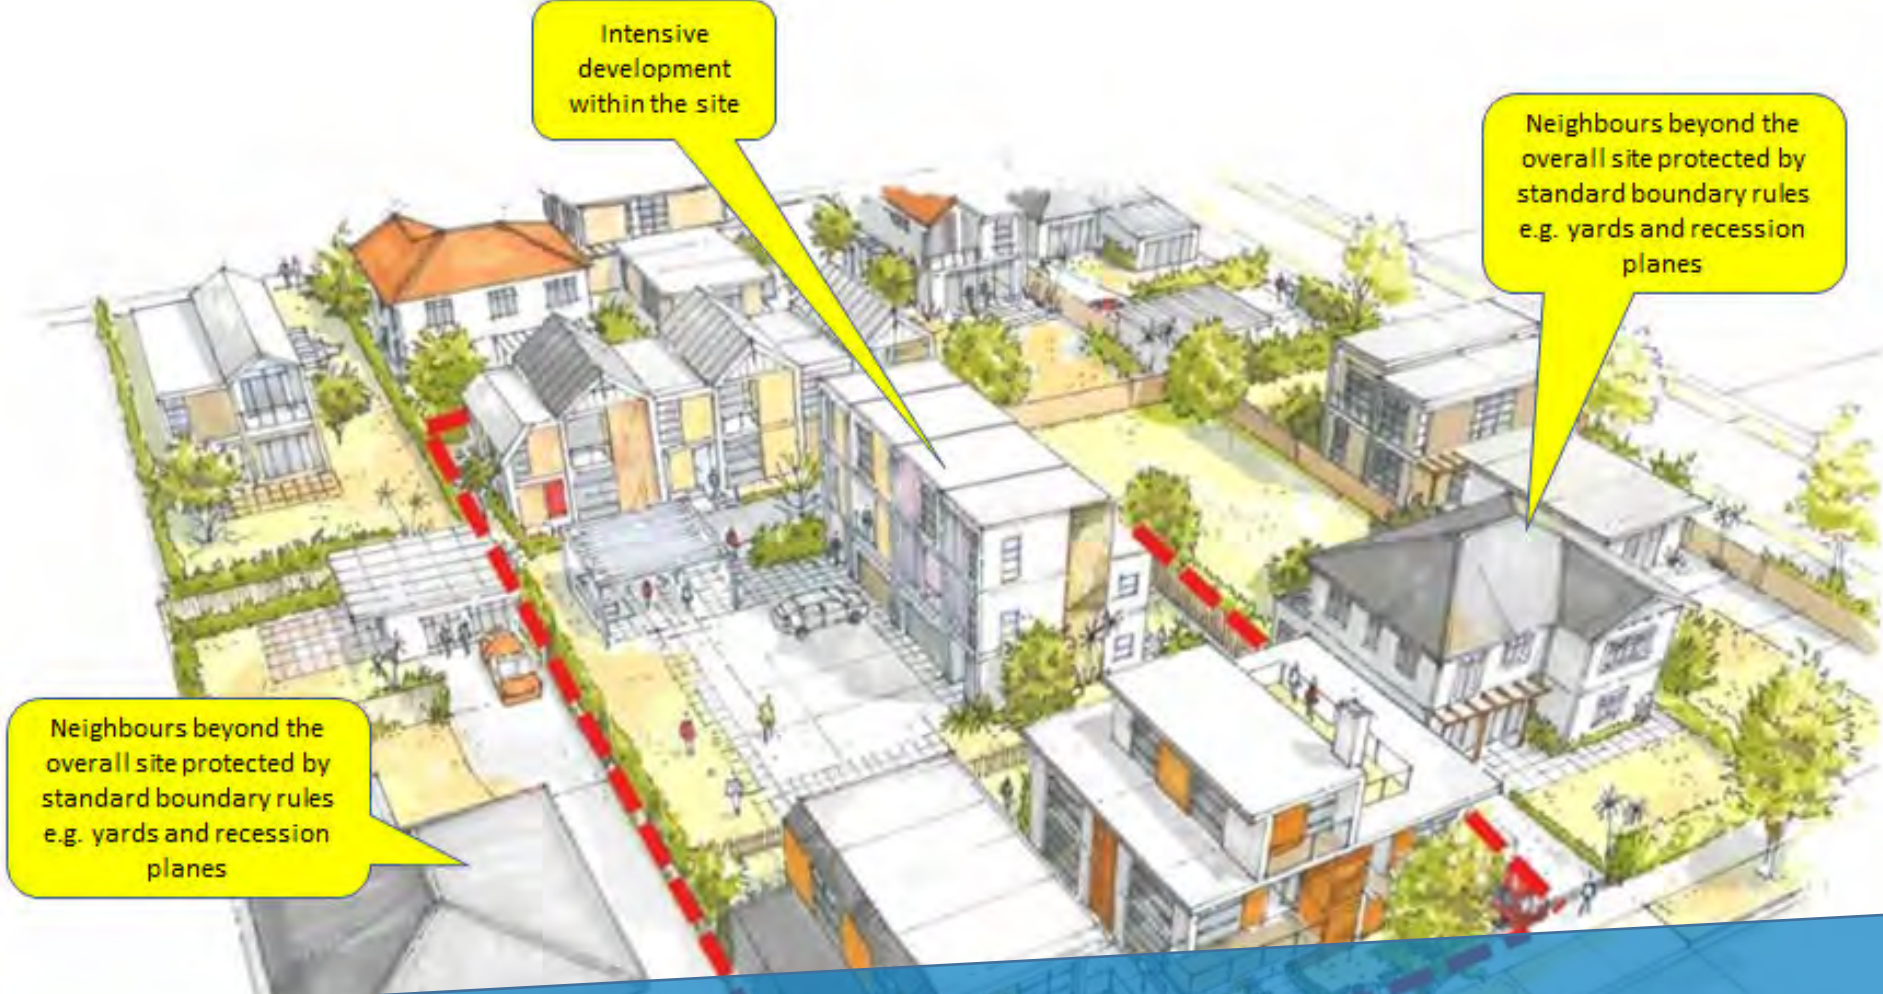 Intensive
development
within the site
Neighbours beyond the
overall site protected by
standard boundary rules
e.g. yards and recession
planes
Neighbours beyond the
overall site protected by
standard boundary rules
e.g. yards and recession
planes